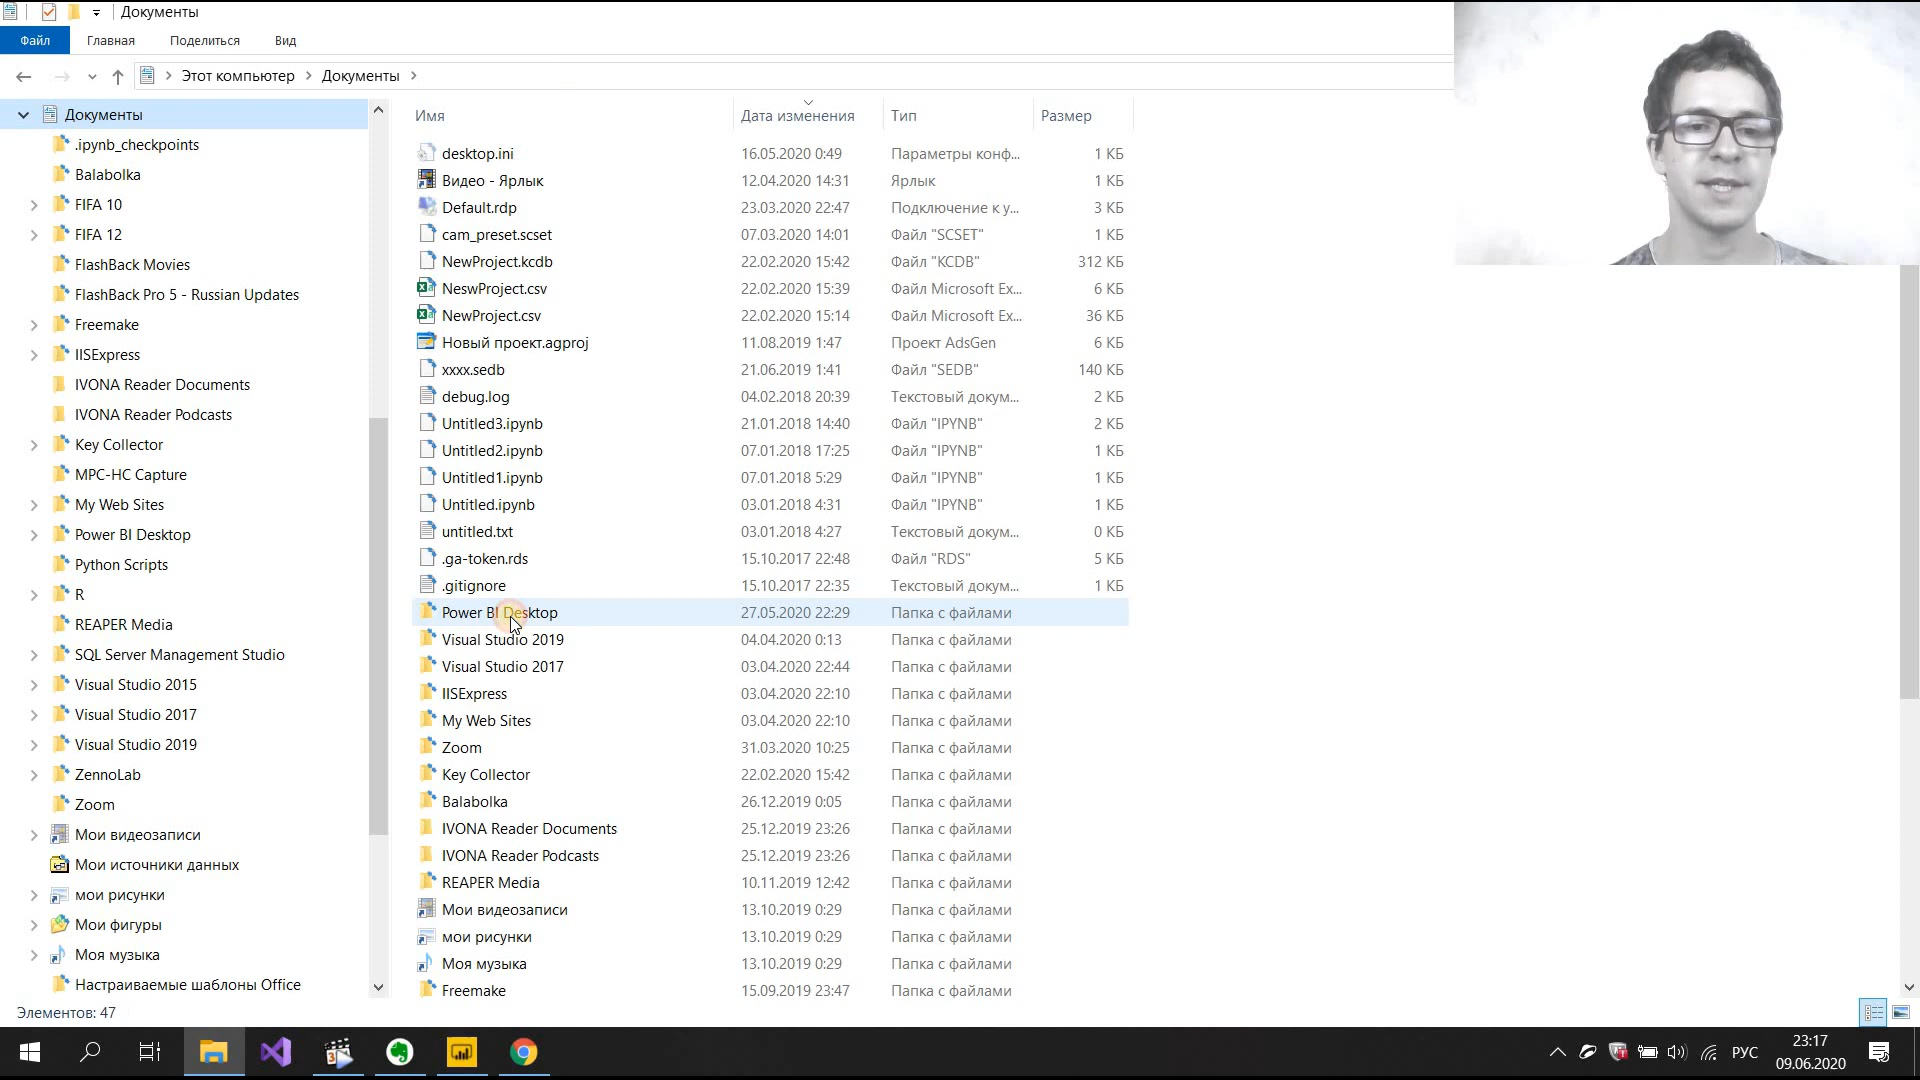 Документы
Файл
Главная
Поделиться
Вид
Этот компьютер
Документы
Документы
.ipynb_checkpoints
Balabolka
FIFA 10
FIFA 12
FlashBack Movies
FlashBack Pro 5 - Russian Updates
Freemake
IISExpress
IVONA Reader Documents
IVONA Reader Podcasts
Key Collector
MPC-HC Capture
My Web Sites
Power BI Desktop
Python Scripts
R
REAPER Media
SQL Server Management Studio
Visual Studio 2015
Visual Studio 2017
Visual Studio 2019
ZennoLab
Zoom
Мои видеозаписи
Мои источники данных
мои рисунки
Мои фигуры
Моя музыка
Настраиваемые шаблоны Office
Имя Дата изменения Тип Размер
desktop.ini 16.05.2020 0:49 Параметры конф... 1 КБ
Видео - Ярлык 12.04.2020 14:31 Ярлык 1 КБ
Default.rdp 23.03.2020 22:47 Подключение к у... 3 КБ
cam_preset.scset 07.03.2020 14:01 Файл "SCSET" 1 КБ
NewProject.kcdb 22.02.2020 15:42 Файл "KCDB" 312 КБ
NeswProject.csv 22.02.2020 15:39 Файл Microsoft Ex... 6 КБ
NewProject.csv 22.02.2020 15:14 Файл Microsoft Ex... 36 КБ
Новый проект.agproj 11.08.2019 1:47 Проект AdsGen 6 КБ
xxxx.sedb 21.06.2019 1:41 Файл "SEDB" 140 КБ
debug.log 04.02.2018 20:39 Текстовый докум... 2 КБ
Untitled3.ipynb 21.01.2018 14:40 Файл "IPYNB" 2 КБ
Untitled2.ipynb 07.01.2018 17:25 Файл "IPYNB" 1 КБ
Untitled1.ipynb 07.01.2018 5:29 Файл "IPYNB" 1 КБ
Untitled.ipynb 03.01.2018 4:31 Файл "IPYNB" 1 КБ
untitled.txt 03.01.2018 4:27 Текстовый докум... 0 КБ
.ga-token.rds 15.10.2017 22:48 Файл "RDS" 5 КБ
.gitignore 15.10.2017 22:35 Текстовый докум... 1 КБ
Power BI Desktop 27.05.2020 22:29 Папка с файлами
Visual Studio 2019 04.04.2020 0:13 Папка с файлами
Visual Studio 2017 03.04.2020 22:44 Папка с файлами
IISExpress 03.04.2020 22:10 Папка с файлами
My Web Sites 03.04.2020 22:10 Папка с файлами
Zoom 31.03.2020 10:25 Папка с файлами
Key Collector 22.02.2020 15:42 Папка с файлами
Balabolka 26.12.2019 0:05 Папка с файлами
IVONA Reader Documents 25.12.2019 23:26 Папка с файлами
IVONA Reader Podcasts 25.12.2019 23:26 Папка с файлами
REAPER Media 10.11.2019 12:42 Папка с файлами
Мои видеозаписи 13.10.2019 0:29 Папка с файлами
мои рисунки 13.10.2019 0:29 Папка с файлами
Моя музыка 13.10.2019 0:29 Папка с файлами
Freemake 15.09.2019 23:47 Папка с файлами
Элементов: 47
РУС
23:17
09.06.2020